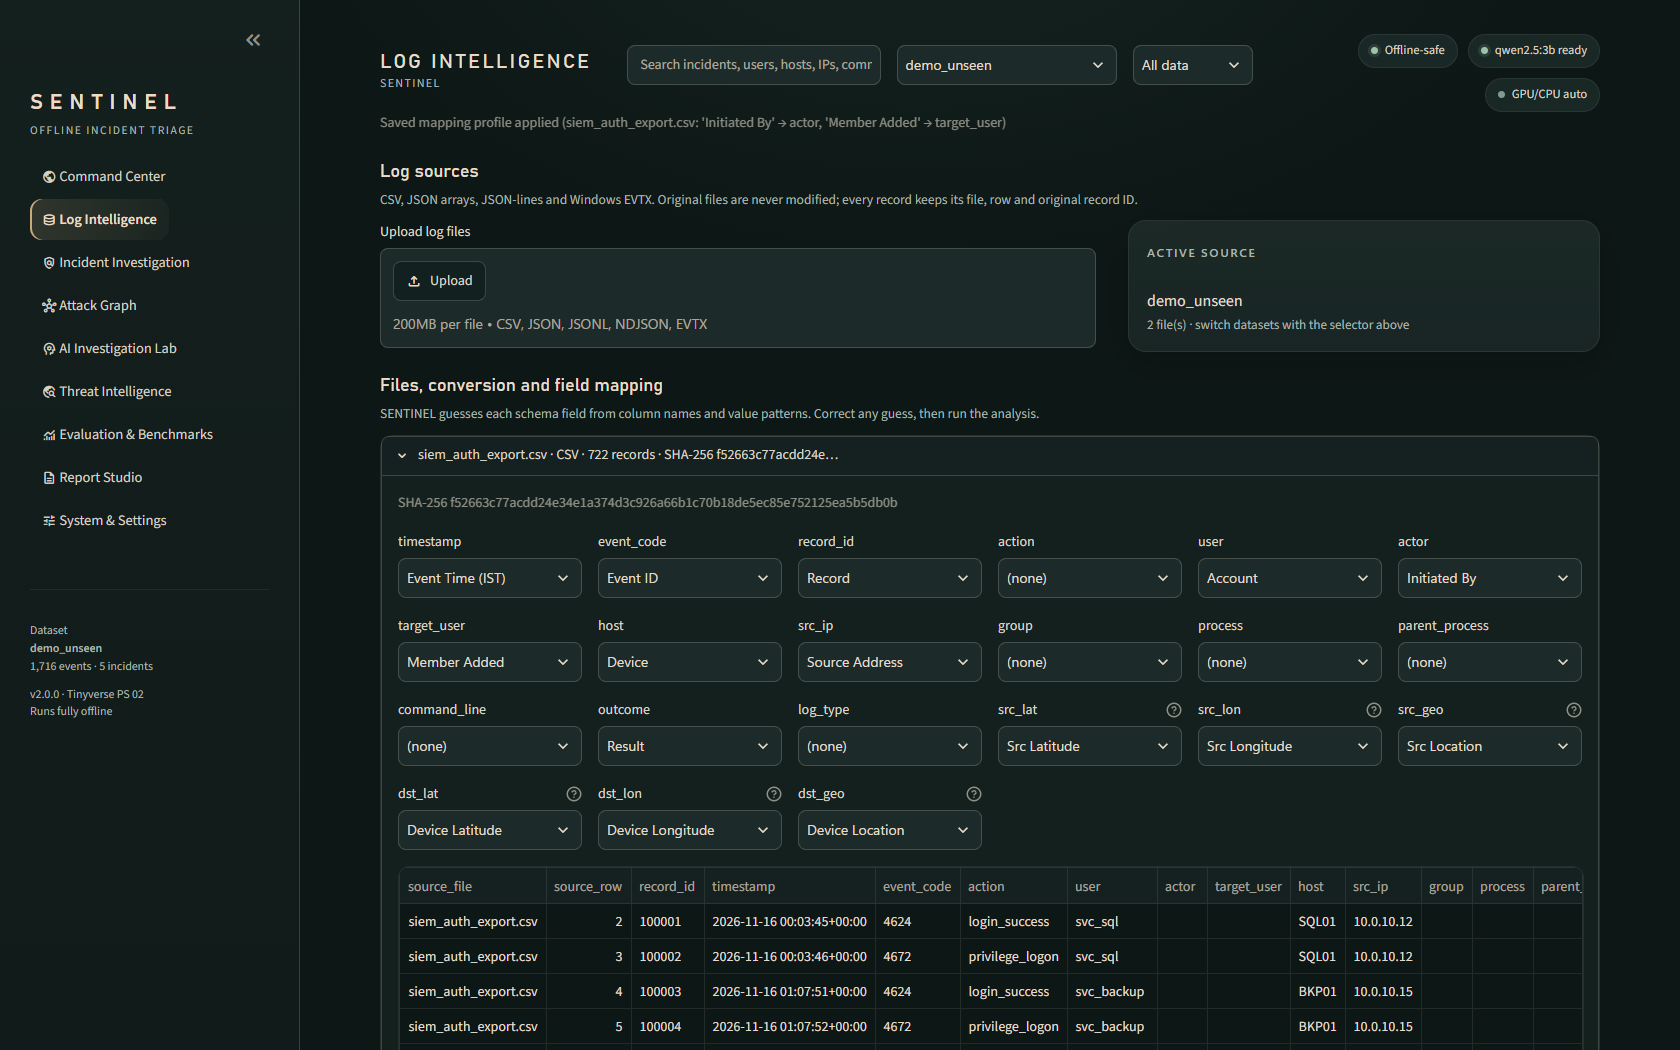 SENTINEL
OFFLINE INCIDENT TRIAGE
Command Center
Log Intelligence
Incident Investigation
Attack Graph
AI Investigation Lab
Threat Intelligence
Evaluation & Benchmarks
Report Studio
System & Settings
Dataset
demo_unseen
1,716 events · 5 incidents
v2.0.0 · Tinyverse PS 02
Runs fully offline
LOG INTELLIGENCE
SENTINEL
Search incidents, users, hosts, IPs, comr
demo_unseen
All data
Offline-safe
qwen2.5:3b ready
GPU/CPU auto
Saved mapping profile applied (siem_auth_export.csv: 'Initiated By' → actor, 'Member Added' → target_user)
Log sources
CSV, JSON arrays, JSON-lines and Windows EVTX. Original files are never modified; every record keeps its file, row and original record ID.
Upload log files
Upload
200MB per file • CSV, JSON, JSONL, NDJSON, EVTX
ACTIVE SOURCE
demo_unseen
2 file(s) · switch datasets with the selector above
Files, conversion and field mapping
SENTINEL guesses each schema field from column names and value patterns. Correct any guess, then run the analysis.
siem_auth_export.csv · CSV · 722 records · SHA-256 f52663c77acdd24e…
SHA-256 f52663c77acdd24e34e1a374d3c926a66b1c70b18de5ec85e752125ea5b5db0b
timestamp event_code record_id action user actor
Event Time (IST) Event ID Record (none) Account Initiated By
target_user host src_ip group process parent_process
Member Added Device Source Address (none) (none) (none)
command_line outcome log_type src_lat src_lon src_geo
(none) Result (none) Src Latitude Src Longitude Src Location
dst_lat dst_lon dst_geo
Device Latitude Device Longitude Device Location
source_file source_row record_id timestamp event_code action user actor target_user host src_ip group process parent_
siem_auth_export.csv 2 100001 2026-11-16 00:03:45+00:00 4624 login_success svc_sql SQL01 10.0.10.12
siem_auth_export.csv 3 100002 2026-11-16 00:03:46+00:00 4672 privilege_logon svc_sql SQL01 10.0.10.12
siem_auth_export.csv 4 100003 2026-11-16 01:07:51+00:00 4624 login_success svc_backup BKP01 10.0.10.15
siem_auth_export.csv 5 100004 2026-11-16 01:07:52+00:00 4672 privilege_logon svc_backup BKP01 10.0.10.15